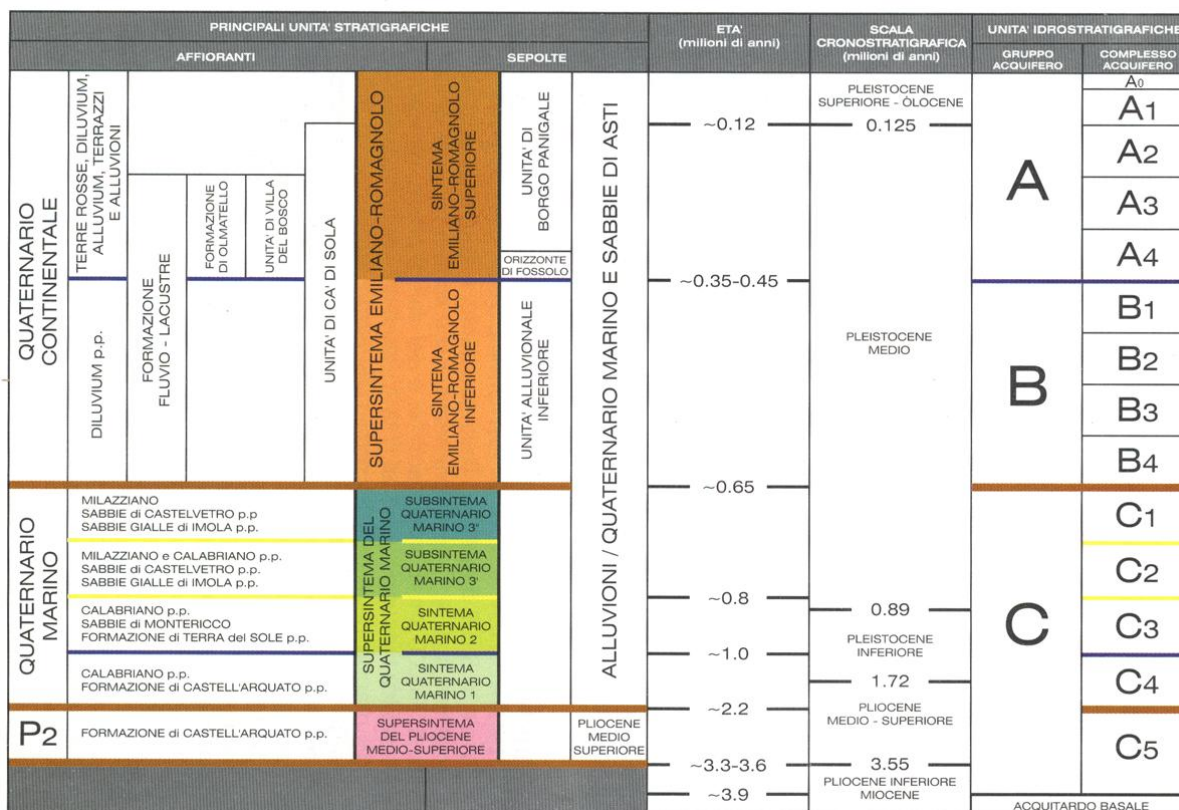 PRINCIPALI UNITA' STRATIGRAFICHE
AFFIORANTI
SEPOLTE
ETA'
(milioni di anni)
SCALA
CRONOSTRATIGRAFICA
(milioni di anni)
UNITA' IDROSTRATIGRAFICHE
GRUPPO
ACQUIFERO
COMPLESSO
ACQUIFERO
QUATERNARIO
CONTINENTALE
TERRE ROSSE, DILUVIUM,
ALLUVIUM, TERRAZZI
E ALLUVIONI
DILUVIUM p.p.
FORMAZIONE
FLUVIO - LACUSTRE
FORMAZIONE
DI OLMATELLO
UNITA' DI VILLA
DEL BOSCO
UNITA' DI CA' DI SOLA
SUPERSINTEMA EMILIANO-ROMAGNOLO
SINTEMA
EMILIANO-ROMAGNOLO
SUPERIORE
SINTEMA
EMILIANO-ROMAGNOLO
INFERIORE
UNITA' DI
BORGO PANIGALE
ORIZZONTE
DI FOSSOLO
UNITA' ALLUVIONALE
INFERIORE
ALLUVIONI / QUATERNARIO MARINO E SABBIE DI ASTI
QUATERNARIO
MARINO
MILAZZIANO
SABBIE di CASTELVETRO p.p
SABBIE GIALLE di IMOLA p.p.
MILAZZIANO e CALABRIANO p.p.
SABBIE di CASTELVETRO p.p.
SABBIE GIALLE di IMOLA p.p.
CALABRIANO p.p.
SABBIE di MONTERICCO
FORMAZIONE di TERRA del SOLE p.p.
CALABRIANO p.p.
FORMAZIONE di CASTELL'ARQUATO p.p.
SUPERSINTEMA DEL
QUATERNARIO MARINO
SUBSINTEMA
QUATERNARIO
MARINO 3"
SUBSINTEMA
QUATERNARIO
MARINO 3'
SINTEMA
QUATERNARIO
MARINO 2
SINTEMA
QUATERNARIO
MARINO 1
P2
FORMAZIONE di CASTELL'ARQUATO p.p.
SUPERSINTEMA
DEL PLIOCENE
MEDIO-SUPERIORE
PLIOCENE
MEDIO
SUPERIORE
~0.12
~0.35-0.45
~0.65
~0.8
~1.0
~2.2
~3.3-3.6
~3.9
PLEISTOCENE
SUPERIORE - OLOCENE
0.125
PLEISTOCENE
MEDIO
0.89
PLEISTOCENE
INFERIORE
1.72
PLIOCENE
MEDIO - SUPERIORE
3.55
PLIOCENE INFERIORE
MIOCENE
A
B
C
A0
A1
A2
A3
A4
B1
B2
B3
B4
C1
C2
C3
C4
C5
ACQUITARDO BASALE